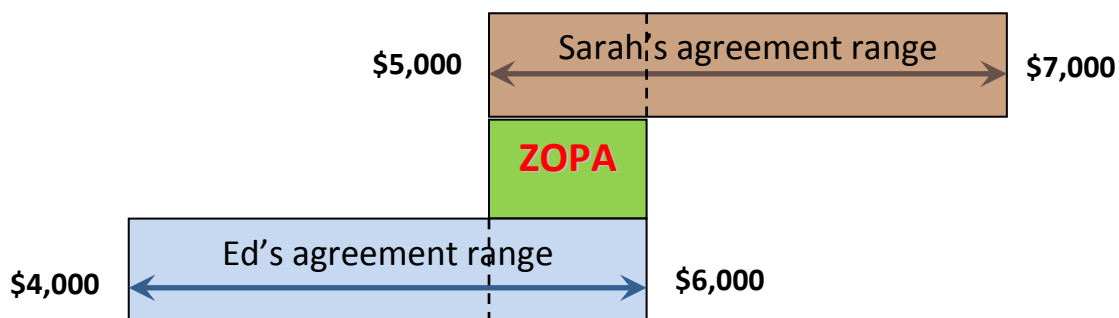 Sarah’s agreement range
$5,000
$7,000
ZOPA
Ed’s agreement range
$4,000
$6,000